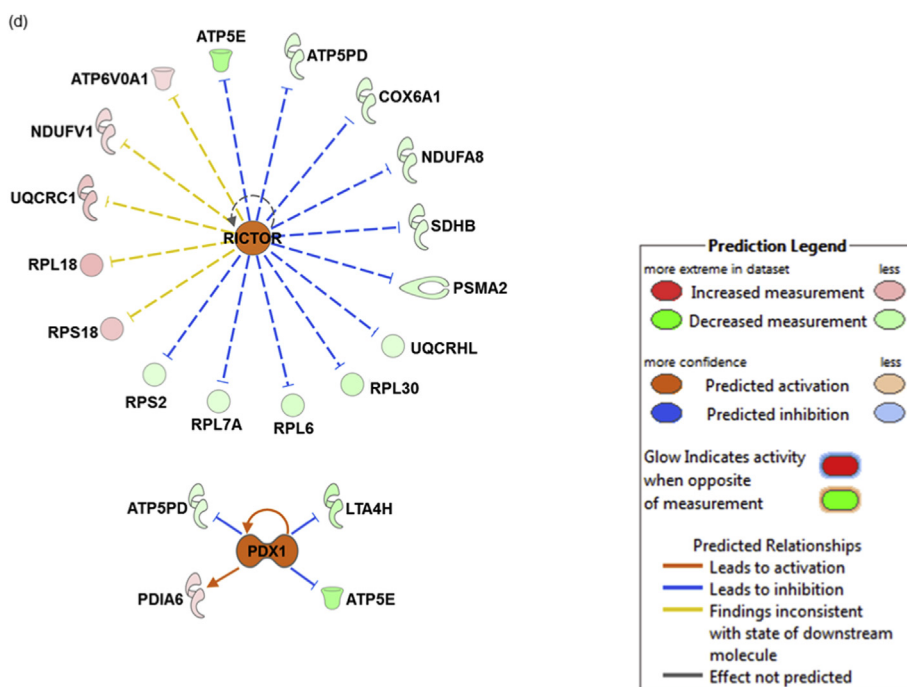 (d)
ATP5E
ATP5PD
ATP6V0A1
COX6A1
NDUFV1
NDUFA8
UQCRC1
SDHB
RICTOR
RPL18
PSMA2
RPS18
UQCRHL
RPS2
RPL30
RPL7A
RPL6
ATP5PD
LTA4H
PDX1
PDIA6
ATP5E
Prediction Legend
more extreme in dataset less
Increased measurement
Decreased measurement
more confidence less
Predicted activation
Predicted inhibition
Glow Indicates activity
when opposite
of measurement
Predicted Relationships
Leads to activation
Leads to inhibition
Findings inconsistent
with state of downstream
molecule
Effect not predicted